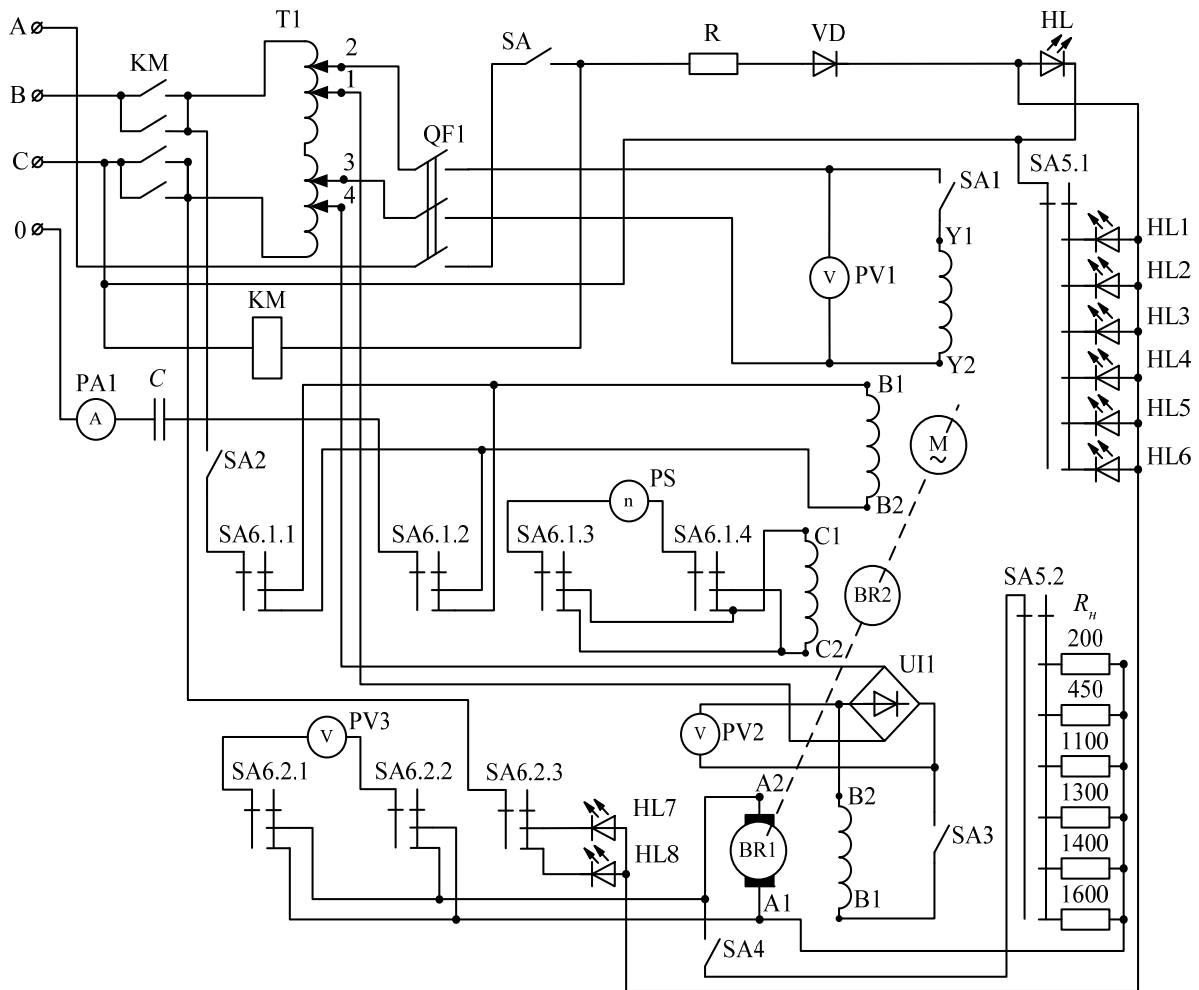 A
T1
2
SA
R
VD
HL
KM
B
1
QF1
C
3
SA1
SA5.1
4
0
Y1
HL1
V
PV1
HL2
KM
HL3
Y2
HL4
PA1
C
B1
HL5
A
M
~
HL6
SA2
PS
n
B2
SA6.1.1
SA6.1.2
SA6.1.3
SA6.1.4
C1
SA5.2
BR2
Rн
200
C2
UI1
450
PV3
V
V
PV2
1100
SA6.2.1
SA6.2.2
SA6.2.3
A2
B2
1300
HL7
SA3
BR1
1400
HL8
A1
B1
1600
SA4